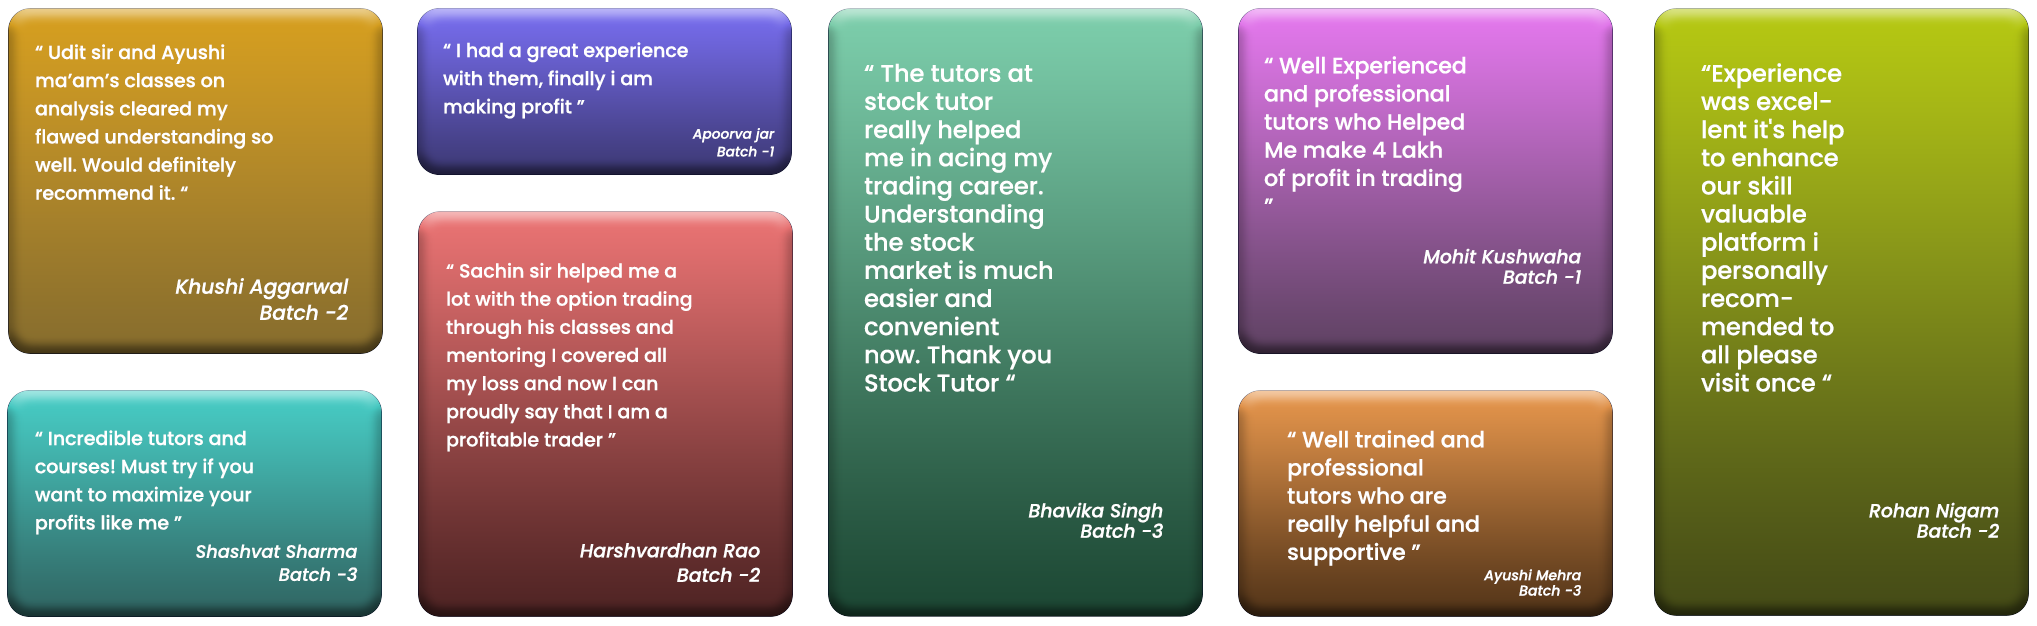 “ Udit sir and Ayushi
ma’am’s classes on
analysis cleared my
flawed understanding so
well. Would definitely
recommend it. “
Khushi Aggarwal
Batch -2
“ Incredible tutors and
courses! Must try if you
want to maximize your
profits like me ”
Shashvat Sharma
Batch -3
“ I had a great experience
with them, finally i am
making profit ”
Apoorva jar
Batch -1
“ Sachin sir helped me a
lot with the option trading
through his classes and
mentoring I covered all
my loss and now I can
proudly say that I am a
profitable trader ”
Harshvardhan Rao
Batch -2
“ The tutors at
stock tutor
really helped
me in acing my
trading career.
Understanding
the stock
market is much
easier and
convenient
now. Thank you
Stock Tutor “
Bhavika Singh
Batch -3
“ Well Experienced
and professional
tutors who Helped
Me make 4 Lakh
of profit in trading
”
Mohit Kushwaha
Batch -1
“ Well trained and
professional
tutors who are
really helpful and
supportive ”
Ayushi Mehra
Batch -3
“Experience
was excel-
lent it's help
to enhance
our skill
valuable
platform i
personally
recom-
mended to
all please
visit once “
Rohan Nigam
Batch -2